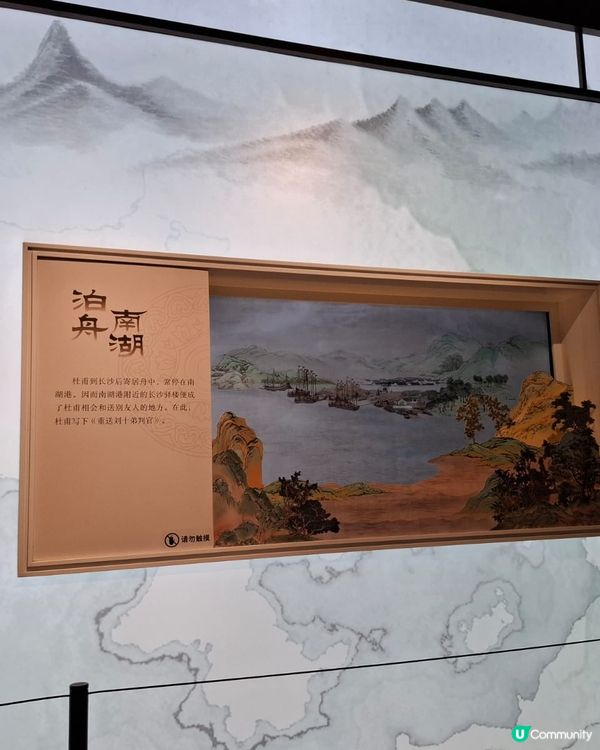 泊舟
南湖
杜甫到长沙后寄居舟中，常停在南
湖港。因而南湖港附近的长沙驿楼便成
了杜甫相会和送别友人的地方。在此，
杜甫写下《重送刘十弟判官》。
请勿触摸
U Community